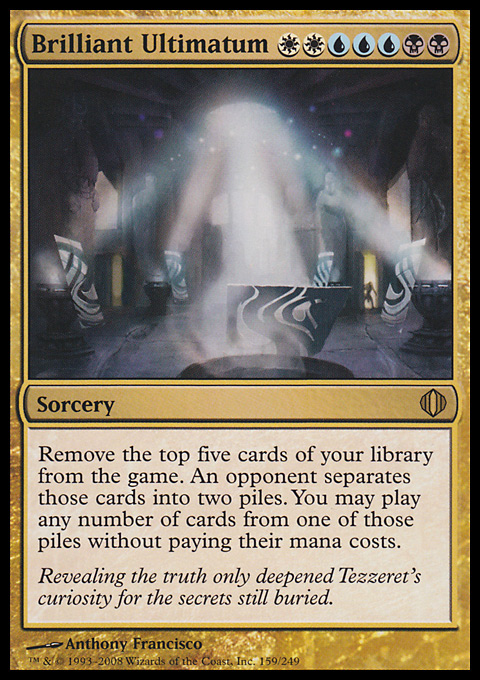 Brilliant Ultimatum
Sorcery
Remove the top five cards of your library
from the game. An opponent separates
those cards into two piles. You may play
any number of cards from one of those
piles without paying their mana costs.
Revealing the truth only deepened Tezzeret's
curiosity for the secrets still buried.
Anthony Francisco
™ & © 1993–2008 Wizards of the Coast, Inc. 159/249